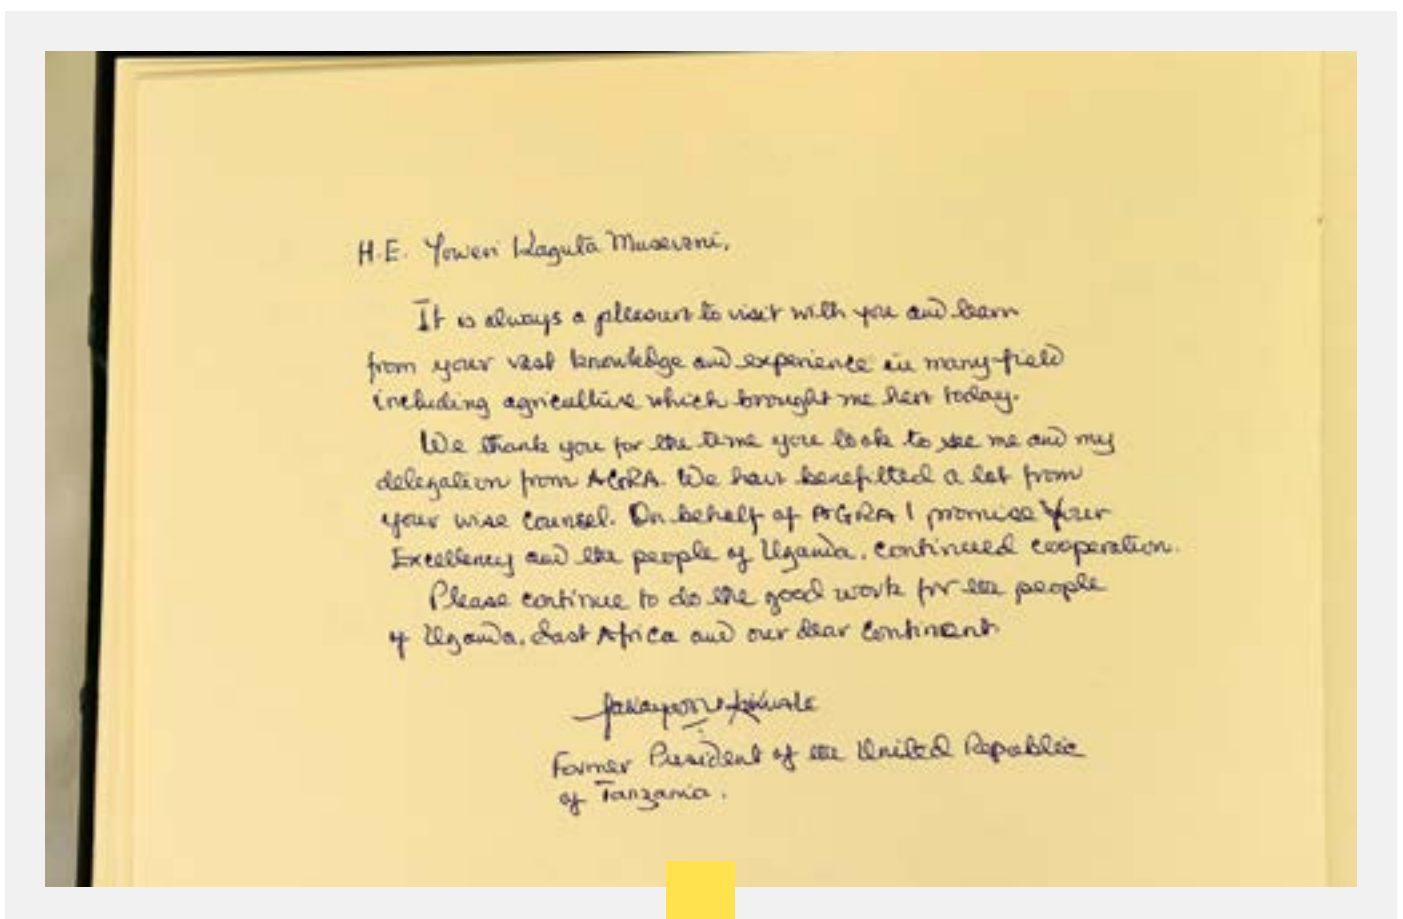 H.E. Yoweri Kaguta Museveni,
It is always a pleasure to visit with you and learn
from your vast knowledge and experience in many field
including agriculture which brought me here today.
We thank you for the time you took to see me and my
delegation from AGRA. We have benefitted a lot from
your wise counsel. On behalf of AGRA I promise Your
Excellency and the people of Uganda, continued cooperation.
Please continue to do the good work for the people
of Uganda, East Africa and our dear continent
Jakaya M Kikwete
Former President of the United Republic
of Tanzania.